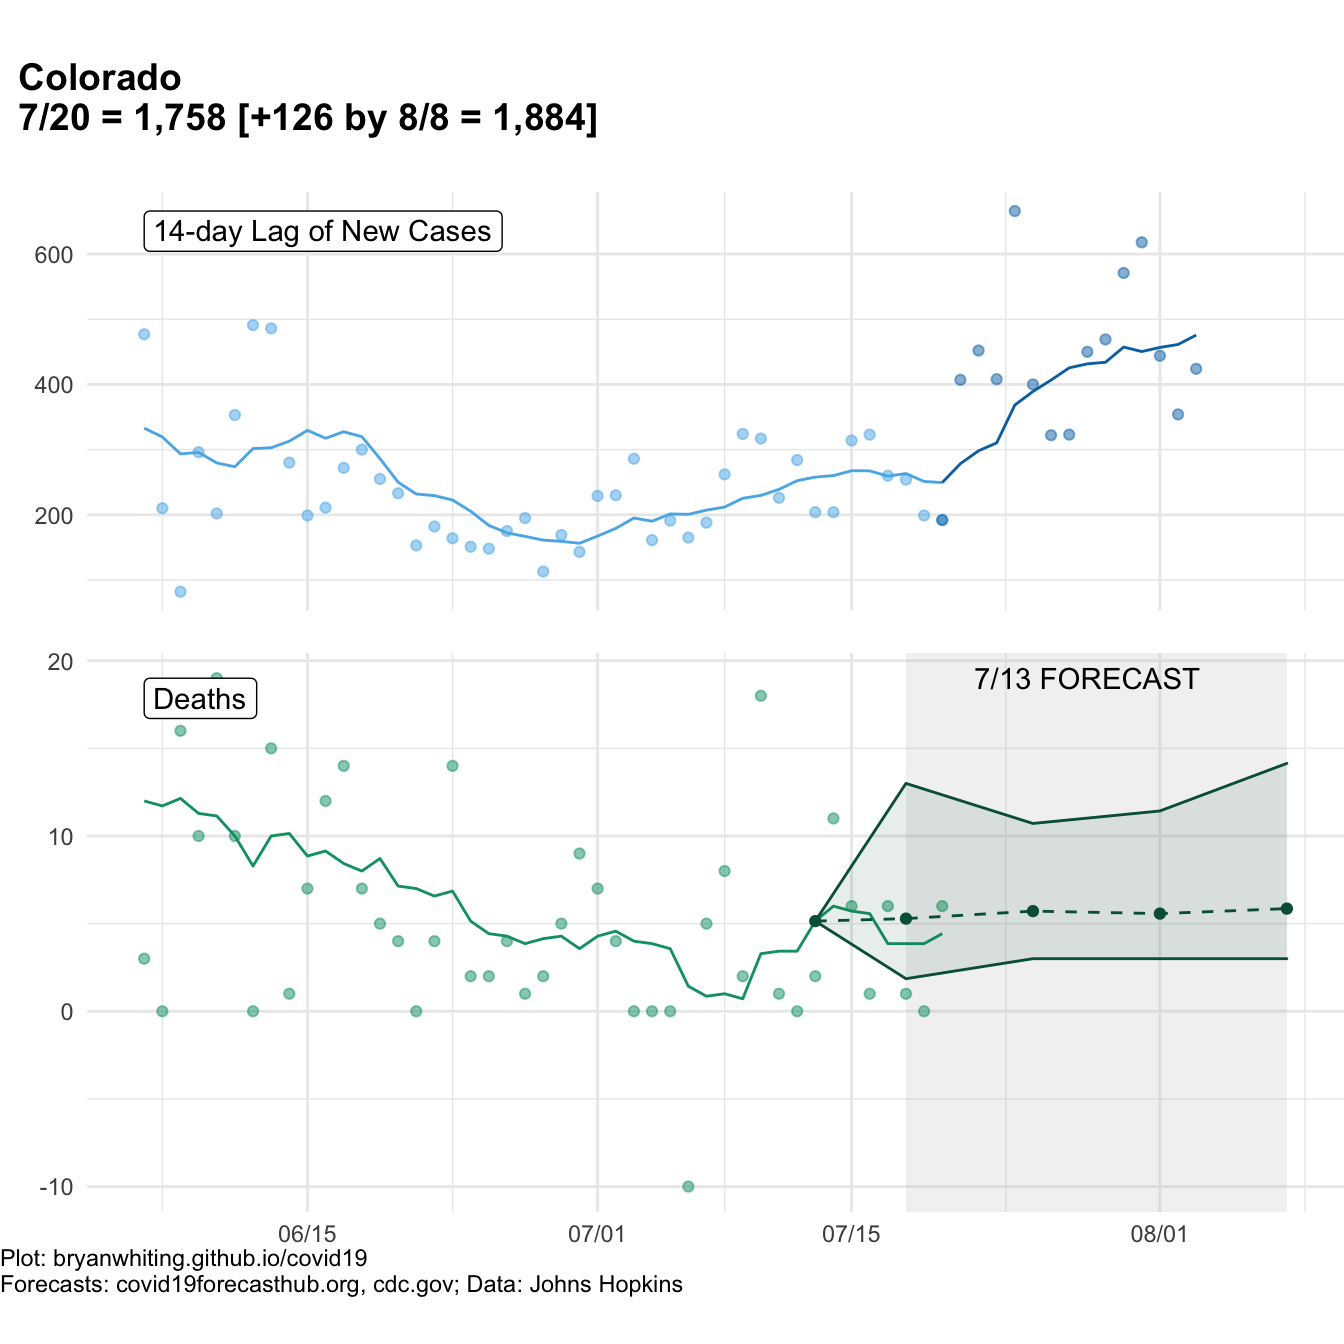 Colorado
7/20 = 1,758 [+126 by 8/8 = 1,884]
14-day Lag of New Cases
600
400
200
20
7/13 FORECAST
Deaths
10
0
-10
06/15 07/01 07/15 08/01
Plot: bryanwhiting.github.io/covid19
Forecasts: covid19forecasthub.org, cdc.gov; Data: Johns Hopkins